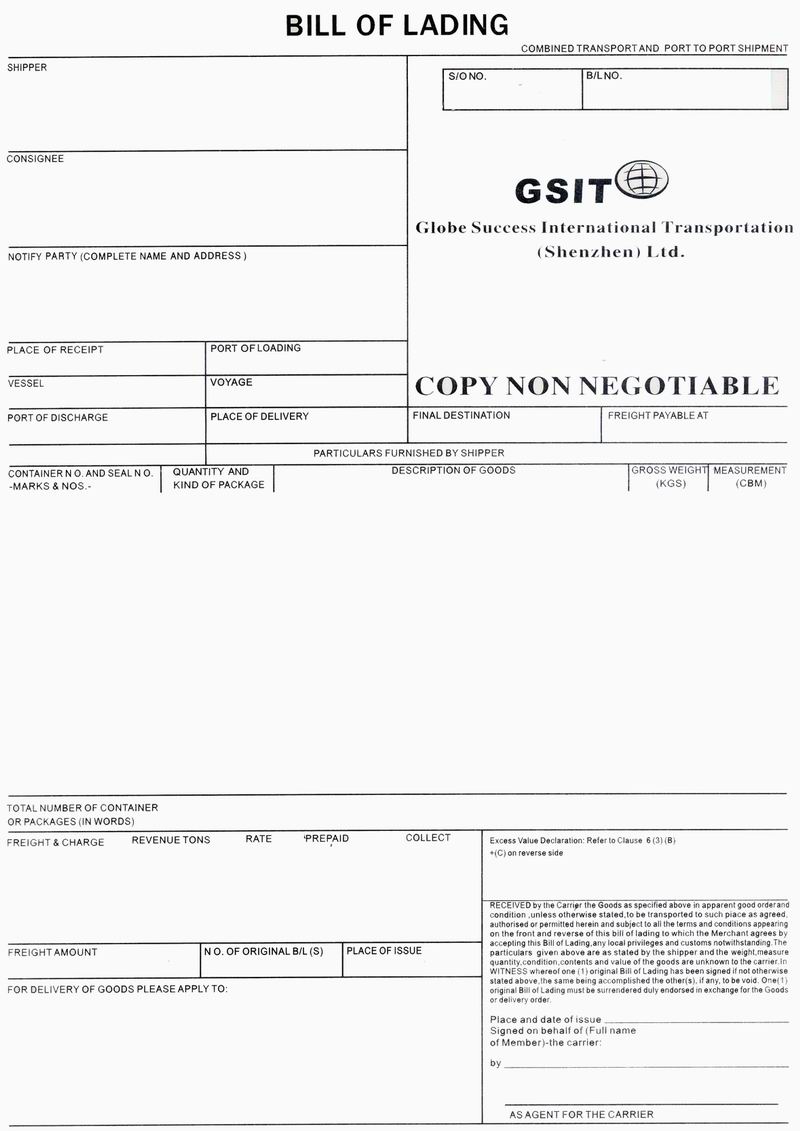 BILL OF LADING
COMBINED TRANSPORT AND PORT TO PORT SHIPMENT
SHIPPER
S/O NO.
B/L NO.
CONSIGNEE
GSIT
Globe Success International Transportation
(Shenzhen) Ltd.
NOTIFY PARTY (COMPLETE NAME AND ADDRESS )
PLACE OF RECEIPT
PORT OF LOADING
VESSEL
VOYAGE
COPY NON NEGOTIABLE
PORT OF DISCHARGE
PLACE OF DELIVERY
FINAL DESTINATION
FREIGHT PAYABLE AT
PARTICULARS FURNISHED BY SHIPPER
CONTAINER N O. AND SEAL N O.
-MARKS & NOS.-
QUANTITY AND
KIND OF PACKAGE
DESCRIPTION OF GOODS
GROSS WEIGHT
(KGS)
MEASUREMENT
(CBM)
TOTAL NUMBER OF CONTAINER
OR PACKAGES (IN WORDS)
FREIGHT & CHARGE
REVENUE TONS
RATE
PREPAID
COLLECT
Excess Value Declaration: Refer to Clause 6 (3) (B)
+(C) on reverse side
RECEIVED by the Carrier the Goods as specified above in apparent good order and
condition ,unless otherwise stated,to be transported to such place as agreed,
authorised or permitted herein and subject to all the terms and conditions appearing
on the front and reverse of this bill of lading to which the Merchant agrees by
accepting this Bill of Lading,any local privileges and customs notwithstanding.The
particulars given above are as stated by the shipper and the weight,measure
quantity,condition,contents and value of the goods are unknown to the carrier.In
WITNESS whereof one (1) original Bill of Lading has been signed if not otherwise
stated above,the same being accomplished the other(s), if any, to be void. One(1)
original Bill of Lading must be surrendered duly endorsed in exchange for the Goods
or delivery order.
FREIGHT AMOUNT
N O. OF ORIGINAL B/L (S)
PLACE OF ISSUE
FOR DELIVERY OF GOODS PLEASE APPLY TO:
Place and date of issue
Signed on behalf of (Full name
of Member)-the carrier:
by
AS AGENT FOR THE CARRIER